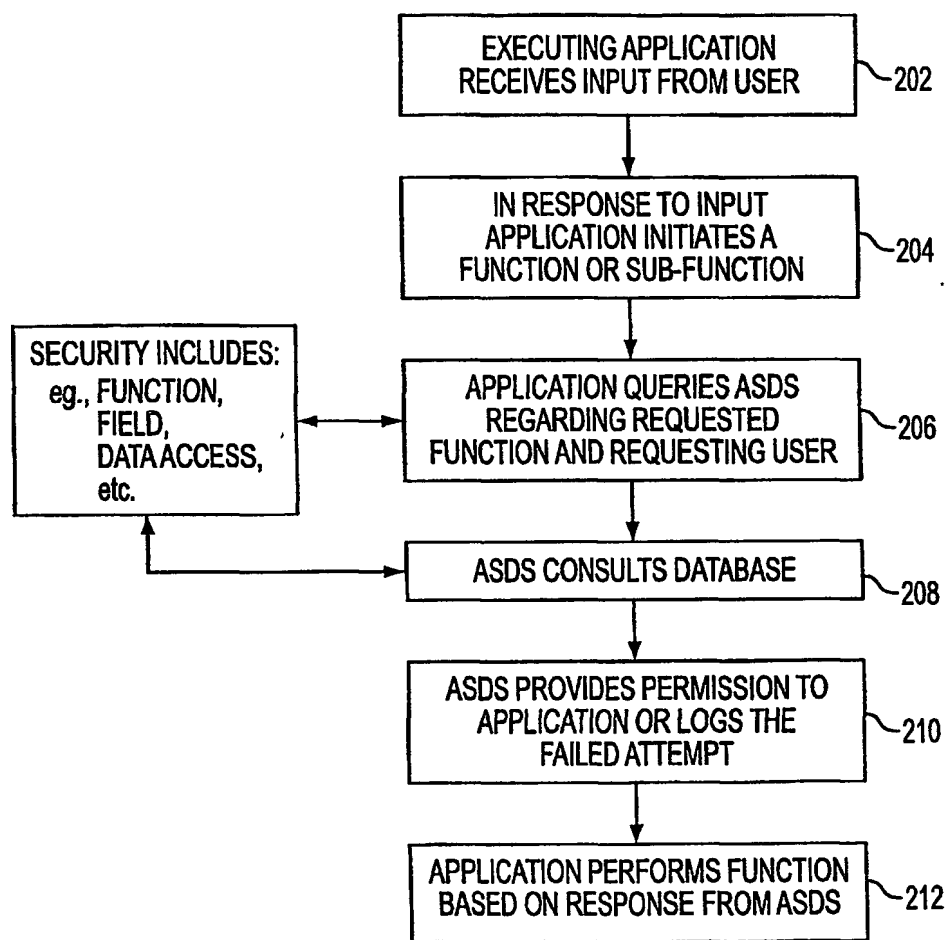 EXECUTING APPLICATION
RECEIVES INPUT FROM USER
202
IN RESPONSE TO INPUT
APPLICATION INITIATES A
FUNCTION OR SUB-FUNCTION
204
SECURITY INCLUDES:
eg., FUNCTION,
FIELD,
DATA ACCESS,
etc.
APPLICATION QUERIES ASDS
REGARDING REQUESTED
FUNCTION AND REQUESTING USER
206
ASDS CONSULTS DATABASE
208
ASDS PROVIDES PERMISSION TO
APPLICATION OR LOGS THE
FAILED ATTEMPT
210
APPLICATION PERFORMS FUNCTION
BASED ON RESPONSE FROM ASDS
212